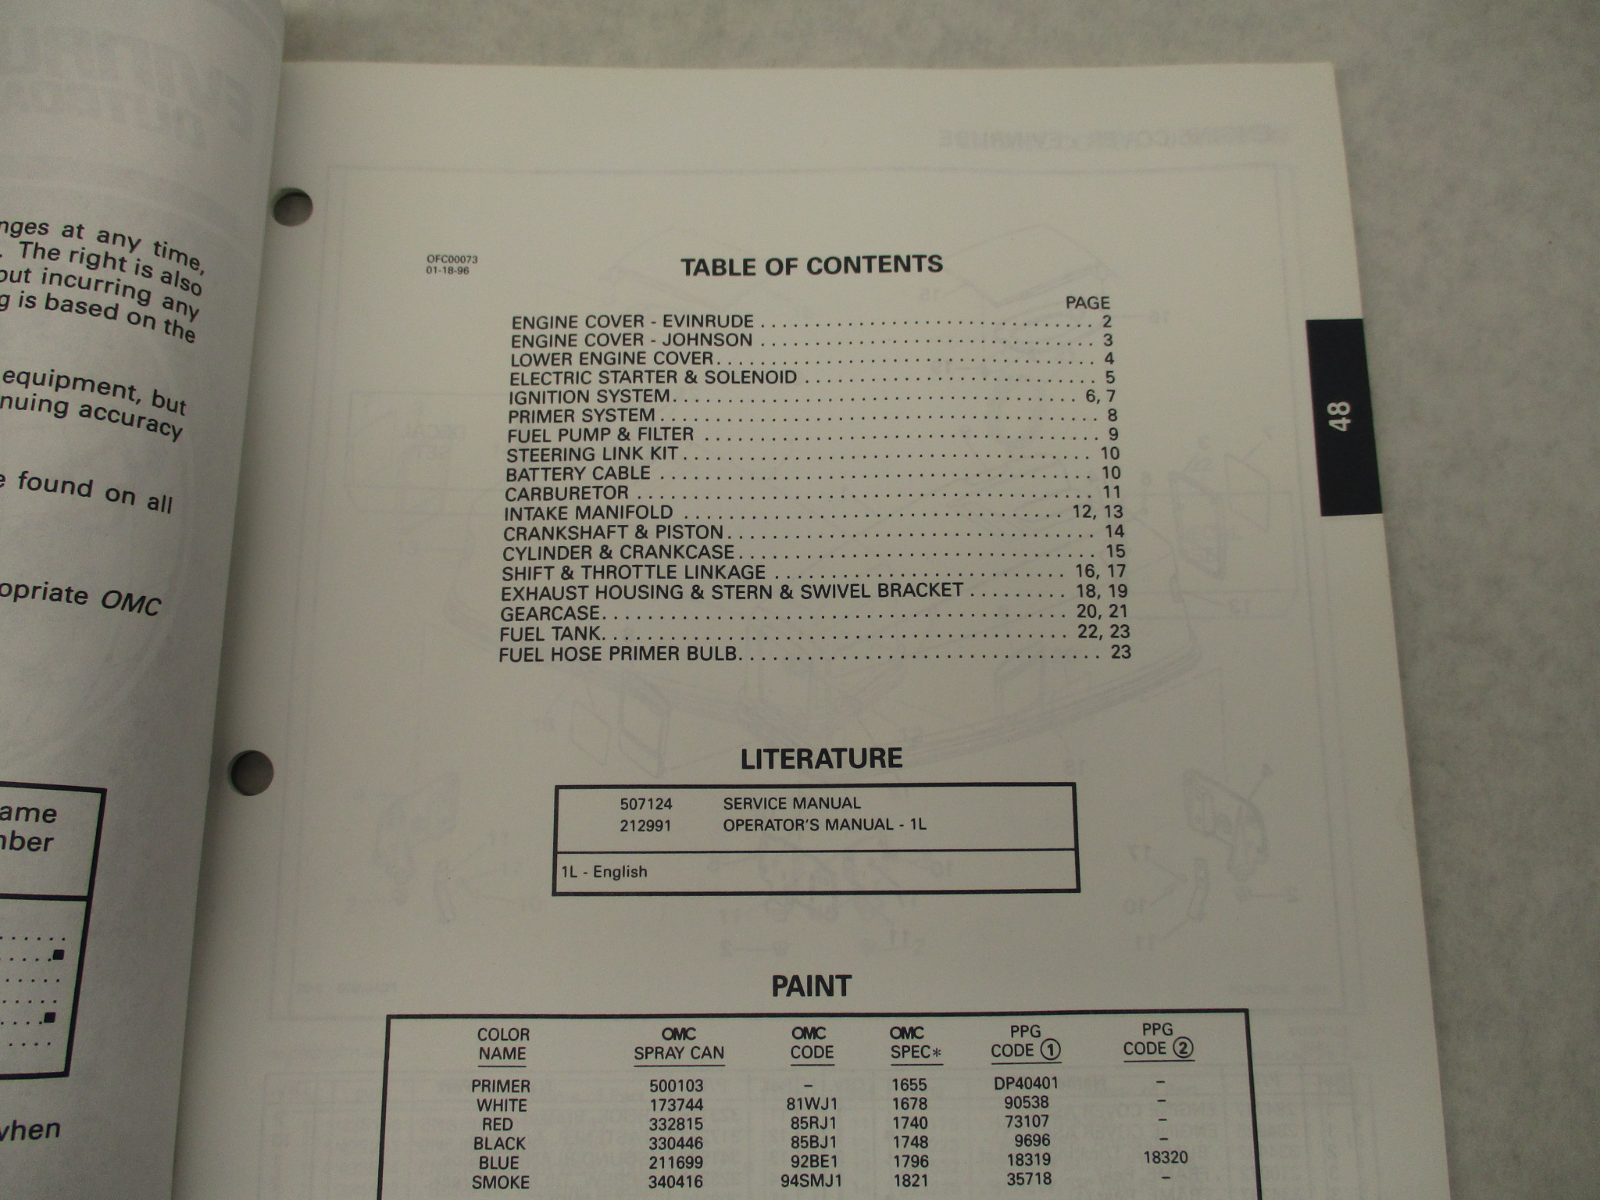 nges at any time,
. The right is also
out incurring any
g is based on the
equipment, but
nuing accuracy
e found on all
opriate OMC
ame
nber
when
OFC00073
01-18-96
TABLE OF CONTENTS
PAGE
ENGINE COVER - EVINRUDE . . . . . . . . . . . . . . . . . . . . . . . . . . . . . . . 2
ENGINE COVER - JOHNSON . . . . . . . . . . . . . . . . . . . . . . . . . . . . . . . 3
LOWER ENGINE COVER. . . . . . . . . . . . . . . . . . . . . . . . . . . . . . . . . . . 4
ELECTRIC STARTER & SOLENOID . . . . . . . . . . . . . . . . . . . . . . . . . . . 5
IGNITION SYSTEM. . . . . . . . . . . . . . . . . . . . . . . . . . . . . . . . . . . . . . 6, 7
PRIMER SYSTEM . . . . . . . . . . . . . . . . . . . . . . . . . . . . . . . . . . . . . . . . 8
FUEL PUMP & FILTER . . . . . . . . . . . . . . . . . . . . . . . . . . . . . . . . . . . . 9
STEERING LINK KIT . . . . . . . . . . . . . . . . . . . . . . . . . . . . . . . . . . . . . 10
BATTERY CABLE . . . . . . . . . . . . . . . . . . . . . . . . . . . . . . . . . . . . . . . 10
CARBURETOR . . . . . . . . . . . . . . . . . . . . . . . . . . . . . . . . . . . . . . . . . 11
INTAKE MANIFOLD . . . . . . . . . . . . . . . . . . . . . . . . . . . . . . . . . . 12, 13
CRANKSHAFT & PISTON . . . . . . . . . . . . . . . . . . . . . . . . . . . . . . . . . 14
CYLINDER & CRANKCASE . . . . . . . . . . . . . . . . . . . . . . . . . . . . . . . . 15
SHIFT & THROTTLE LINKAGE . . . . . . . . . . . . . . . . . . . . . . . . . . 16, 17
EXHAUST HOUSING & STERN & SWIVEL BRACKET . . . . . . . . . 18, 19
GEARCASE. . . . . . . . . . . . . . . . . . . . . . . . . . . . . . . . . . . . . . . . . . 20, 21
FUEL TANK. . . . . . . . . . . . . . . . . . . . . . . . . . . . . . . . . . . . . . . . . . 22, 23
FUEL HOSE PRIMER BULB. . . . . . . . . . . . . . . . . . . . . . . . . . . . . . . . . 23
48
LITERATURE
507124 SERVICE MANUAL
212991 OPERATOR'S MANUAL - 1L
1L - English
PAINT
COLOR NAME OMC SPRAY CAN OMC CODE OMC SPEC* PPG CODE ① PPG CODE ②
PRIMER 500103 – 1655 DP40401 –
WHITE 173744 81WJ1 1678 90538 –
RED 332815 85RJ1 1740 73107 –
BLACK 330446 85BJ1 1748 9696 –
BLUE 211699 92BE1 1796 18319 18320
SMOKE 340416 94SMJ1 1821 35718 –